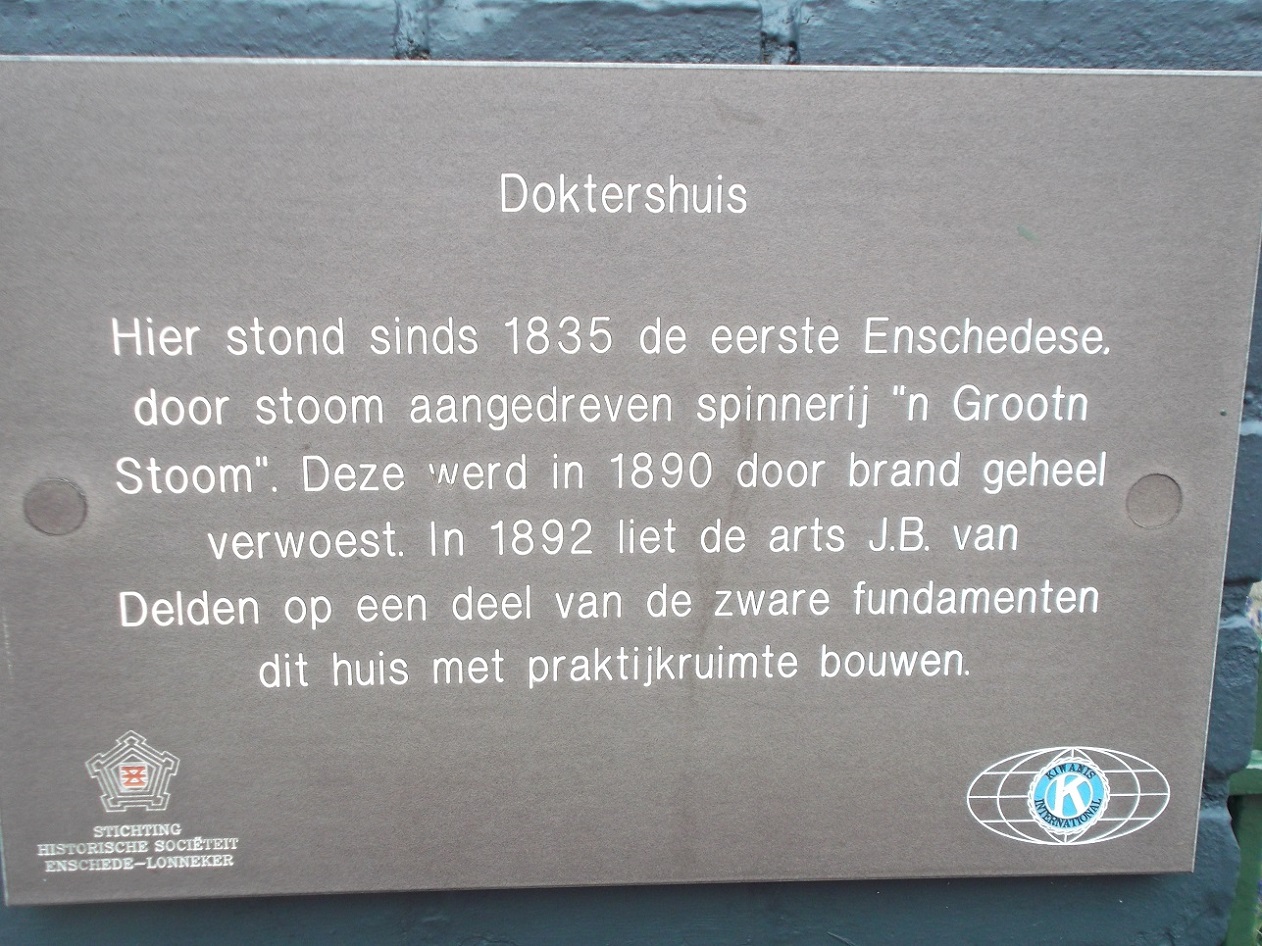 Doktershuis
Hier stond sinds 1835 de eerste Enschedese,
door stoom aangedreven spinnerij "n Grootn
Stoom". Deze werd in 1890 door brand geheel
verwoest. In 1892 liet de arts J.B. van
Delden op een deel van de zware fundamenten
dit huis met praktijkruimte bouwen.
STICHTING
HISTORISCHE SOCIËTEIT
ENSCHEDE-LONNEKER
KIWANIS
K
INTERNATIONAL